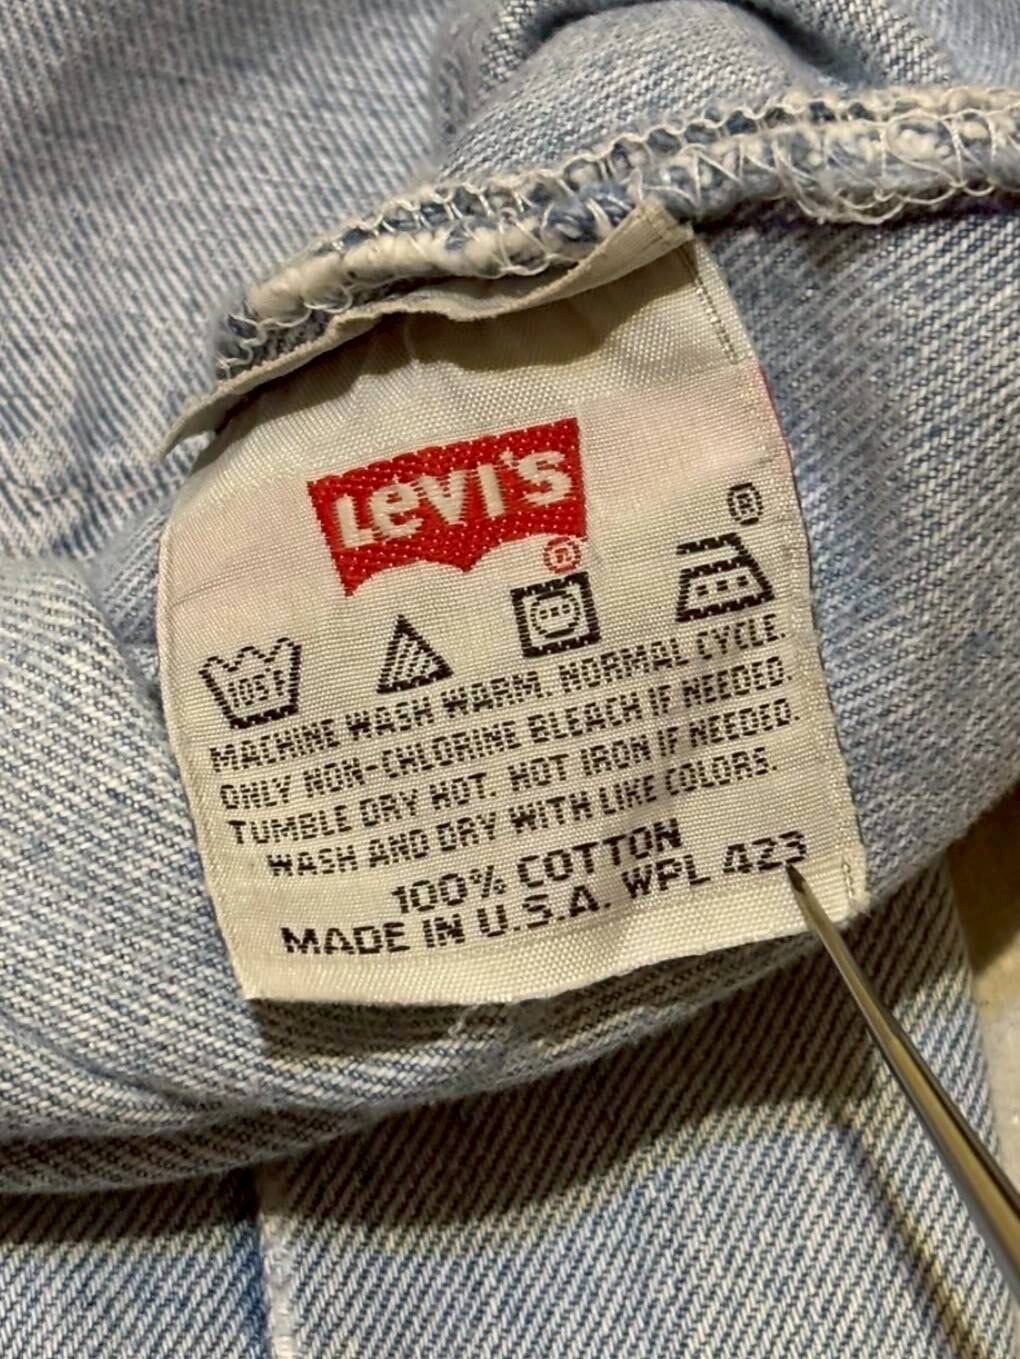 LEVI'S
®
®
105F
MACHINE WASH WARM. NORMAL CYCLE.
ONLY NON-CHLORINE BLEACH IF NEEDED.
TUMBLE DRY HOT. HOT IRON IF NEEDED.
WASH AND DRY WITH LIKE COLORS.
100% COTTON
MADE IN U.S.A. WPL 423